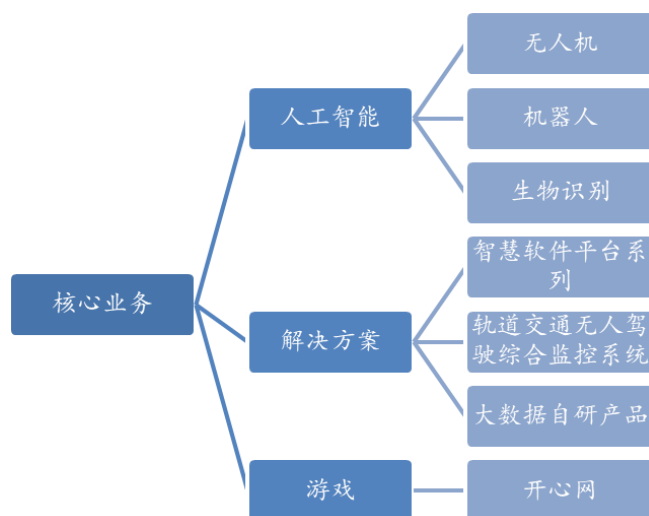 核心业务
人工智能
无人机
机器人
生物识别
解决方案
智慧软件平台系
列
轨道交通无人驾
驶综合监控系统
大数据自研产品
游戏
开心网